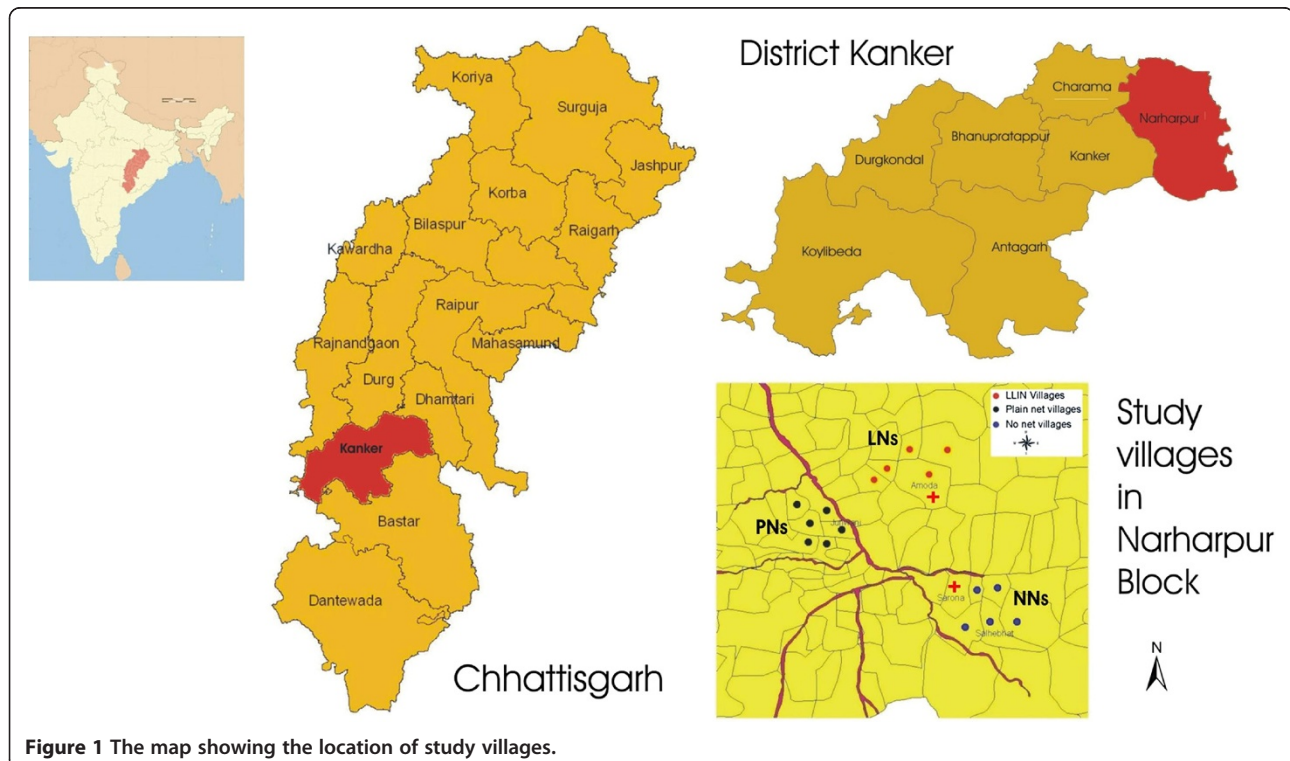 Koriya
Surguja
Jashpur
Korba
Bilaspur
Raigarh
Kawardha
Raipur
Rajnandgaon
Mahasamund
Durg
Dhamtari
Kanker
Bastar
Dantewada
Chhattisgarh
District Kanker
Charama
Narharpur
Bhanupratappur
Kanker
Durgkondal
Koylibeda
Antagarh
LLIN Villages
Plain net villages
No net villages
LNs
Amoda
PNs
Sarona
NNs
Salhebhat
Study
villages
in
Narharpur
Block
N
Figure 1 The map showing the location of study villages.